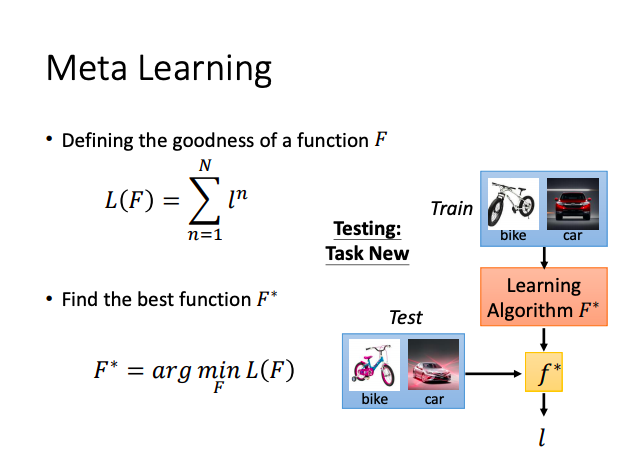 Meta Learning
• Defining the goodness of a function F
L(F) = \sum_{n=1}^{N} l^n
• Find the best function F*
F* = arg min_F L(F)
Testing:
Task New
Train
bike car
Learning
Algorithm F*
Test
bike car
f*
l